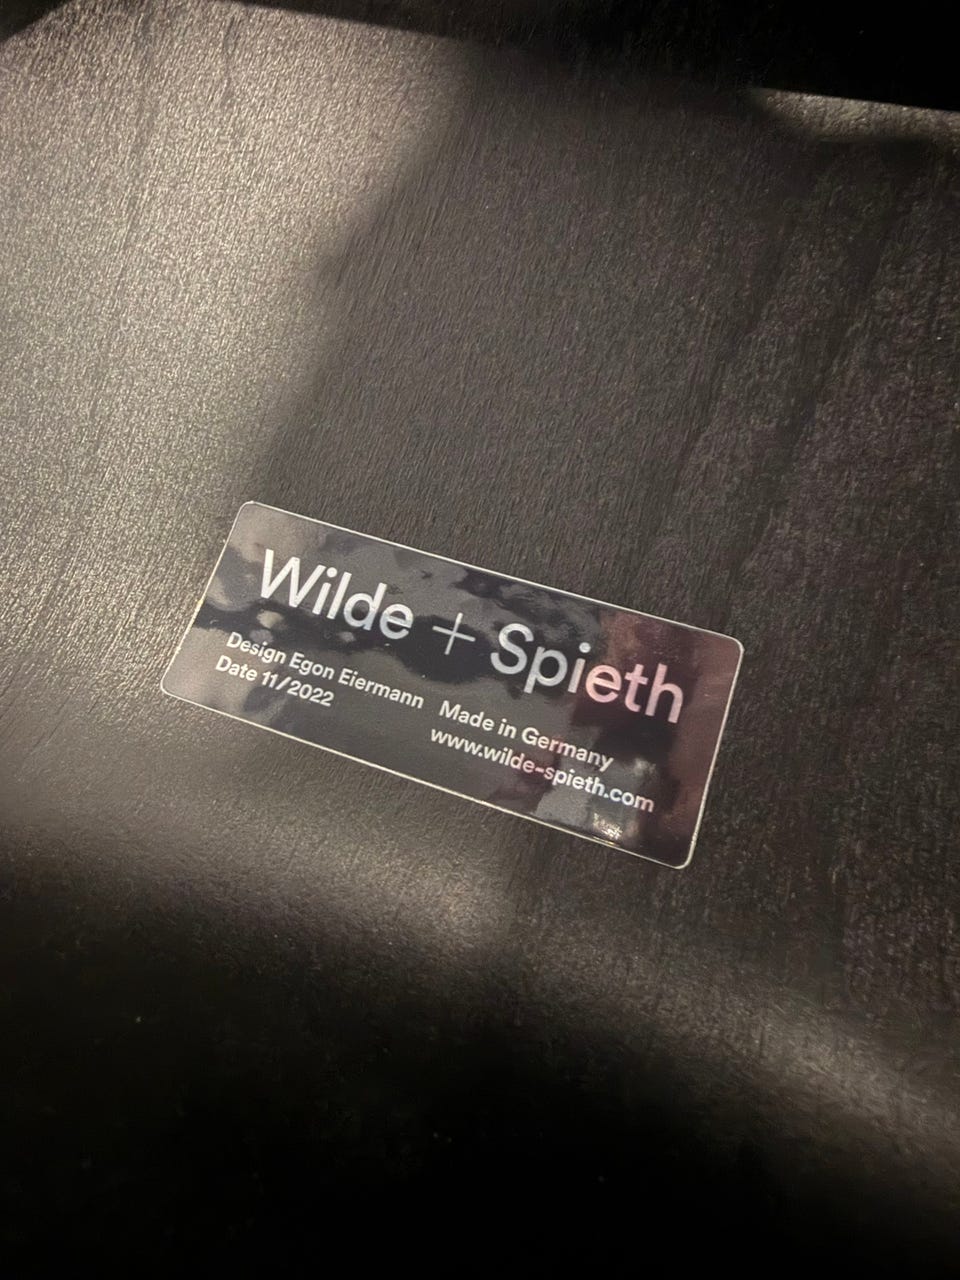 Wilde + Spieth
Design Egon Eiermann
Date 11/2022
Made in Germany
www.wilde-spieth.com